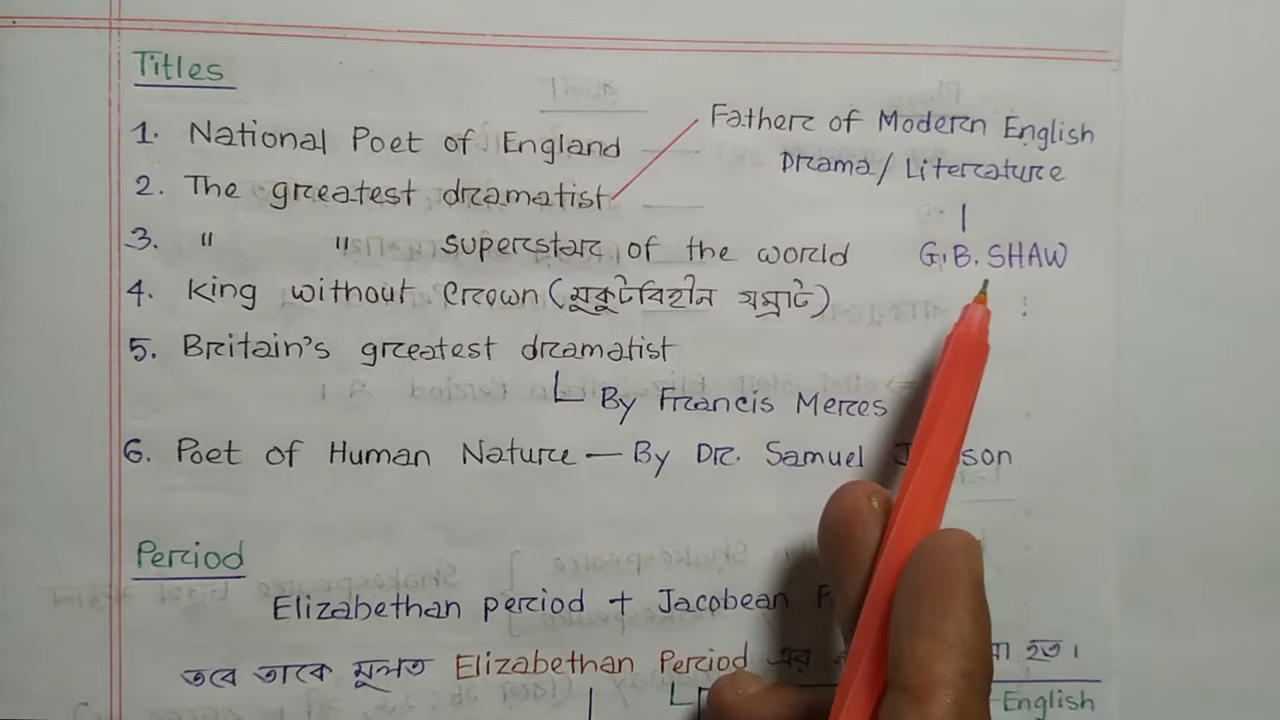 Titles
1. National Poet of England
2. The greatest dramatist
Father of Modern English
Drama/ Literature
G.B. SHAW
3. " " superstar of the world
4. King without Crown (মুকুটবিহীন সম্রাট)
5. Britain's greatest dramatist
By Francis Meres
6. Poet of Human Nature — By Dr. Samuel
Period
Elizabethan period + Jacobean
তবে তাকে মূলত Elizabethan Period এর হত।
English